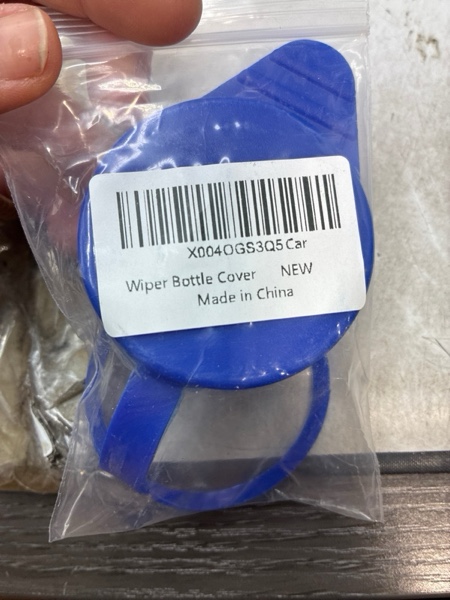 X004OGS3Q5 Car
Wiper Bottle Cover NEW
Made in China